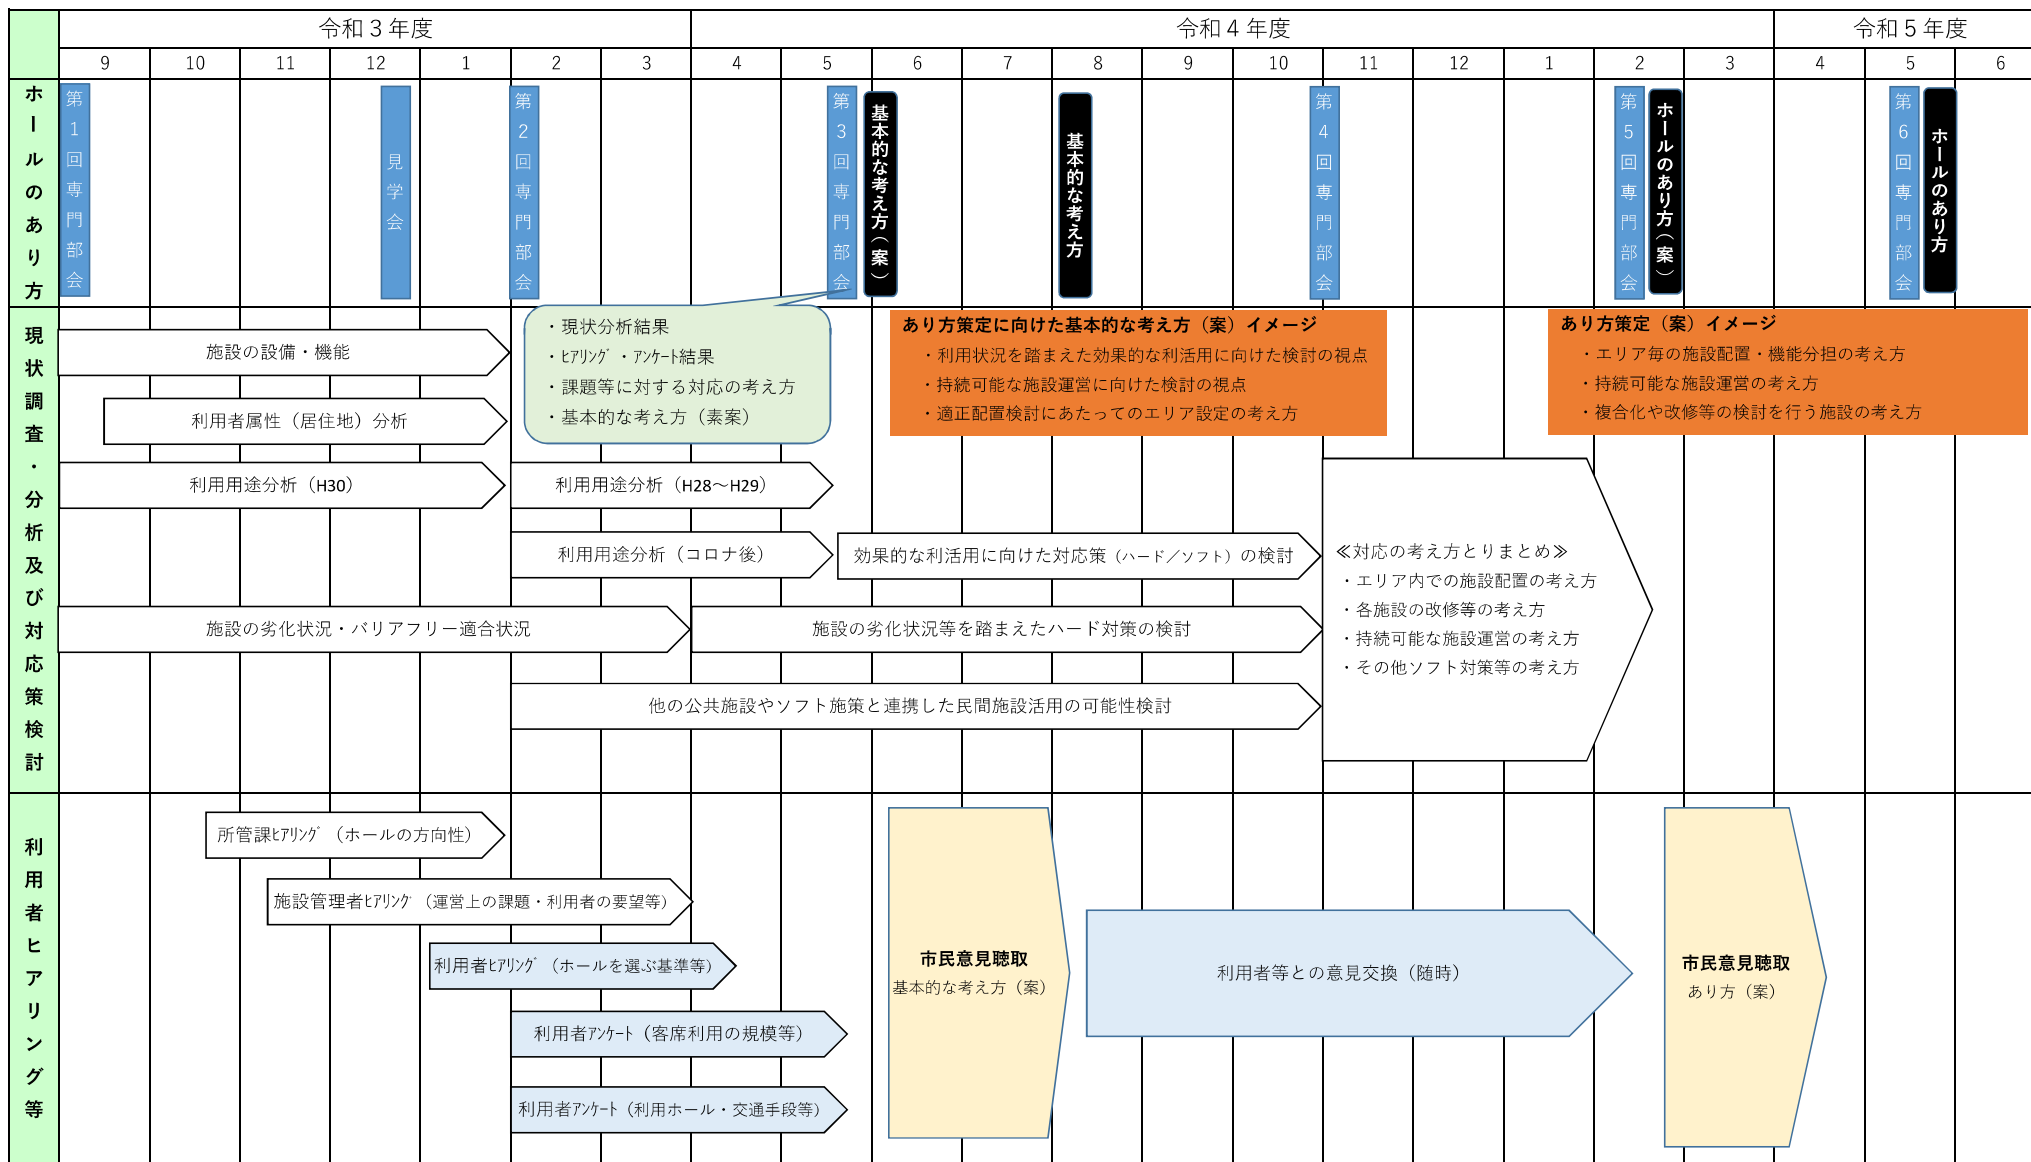 令和３年度
令和４年度
令和５年度
9 10 11 12 1 2 3 4 5 6 7 8 9 10 11 12 1 2 3 4 5 6
ホールのあり方
第1回専門部会
見学会
第2回専門部会
第3回専門部会
基本的な考え方（案）
基本的な考え方
第4回専門部会
第5回専門部会
ホールのあり方（案）
第6回専門部会
ホールのあり方
現状調査・分析及び対応策検討
施設の設備・機能
利用者属性（居住地）分析
利用用途分析（H30）
利用用途分析（H28～H29）
利用用途分析（コロナ後）
施設の劣化状況・バリアフリー適合状況
・現状分析結果
・ﾋｱﾘﾝｸﾞ・ｱﾝｹｰﾄ結果
・課題等に対する対応の考え方
・基本的な考え方（素案）
あり方策定に向けた基本的な考え方（案）イメージ
・利用状況を踏まえた効果的な利活用に向けた検討の視点
・持続可能な施設運営に向けた検討の視点
・適正配置検討にあたってのエリア設定の考え方
あり方策定（案）イメージ
・エリア毎の施設配置・機能分担の考え方
・持続可能な施設運営の考え方
・複合化や改修等の検討を行う施設の考え方
効果的な利活用に向けた対応策（ハード／ソフト）の検討
施設の劣化状況等を踏まえたハード対策の検討
他の公共施設やソフト施策と連携した民間施設活用の可能性検討
≪対応の考え方とりまとめ≫
・エリア内での施設配置の考え方
・各施設の改修等の考え方
・持続可能な施設運営の考え方
・その他ソフト対策等の考え方
利用者ヒアリング等
所管課ﾋｱﾘﾝｸﾞ（ホールの方向性）
施設管理者ﾋｱﾘﾝｸﾞ（運営上の課題・利用者の要望等）
利用者ﾋｱﾘﾝｸﾞ（ホールを選ぶ基準等）
利用者ｱﾝｹｰﾄ（客席利用の規模等）
利用者ｱﾝｹｰﾄ（利用ホール・交通手段等）
市民意見聴取
基本的な考え方（案）
利用者等との意見交換（随時）
市民意見聴取
あり方（案）